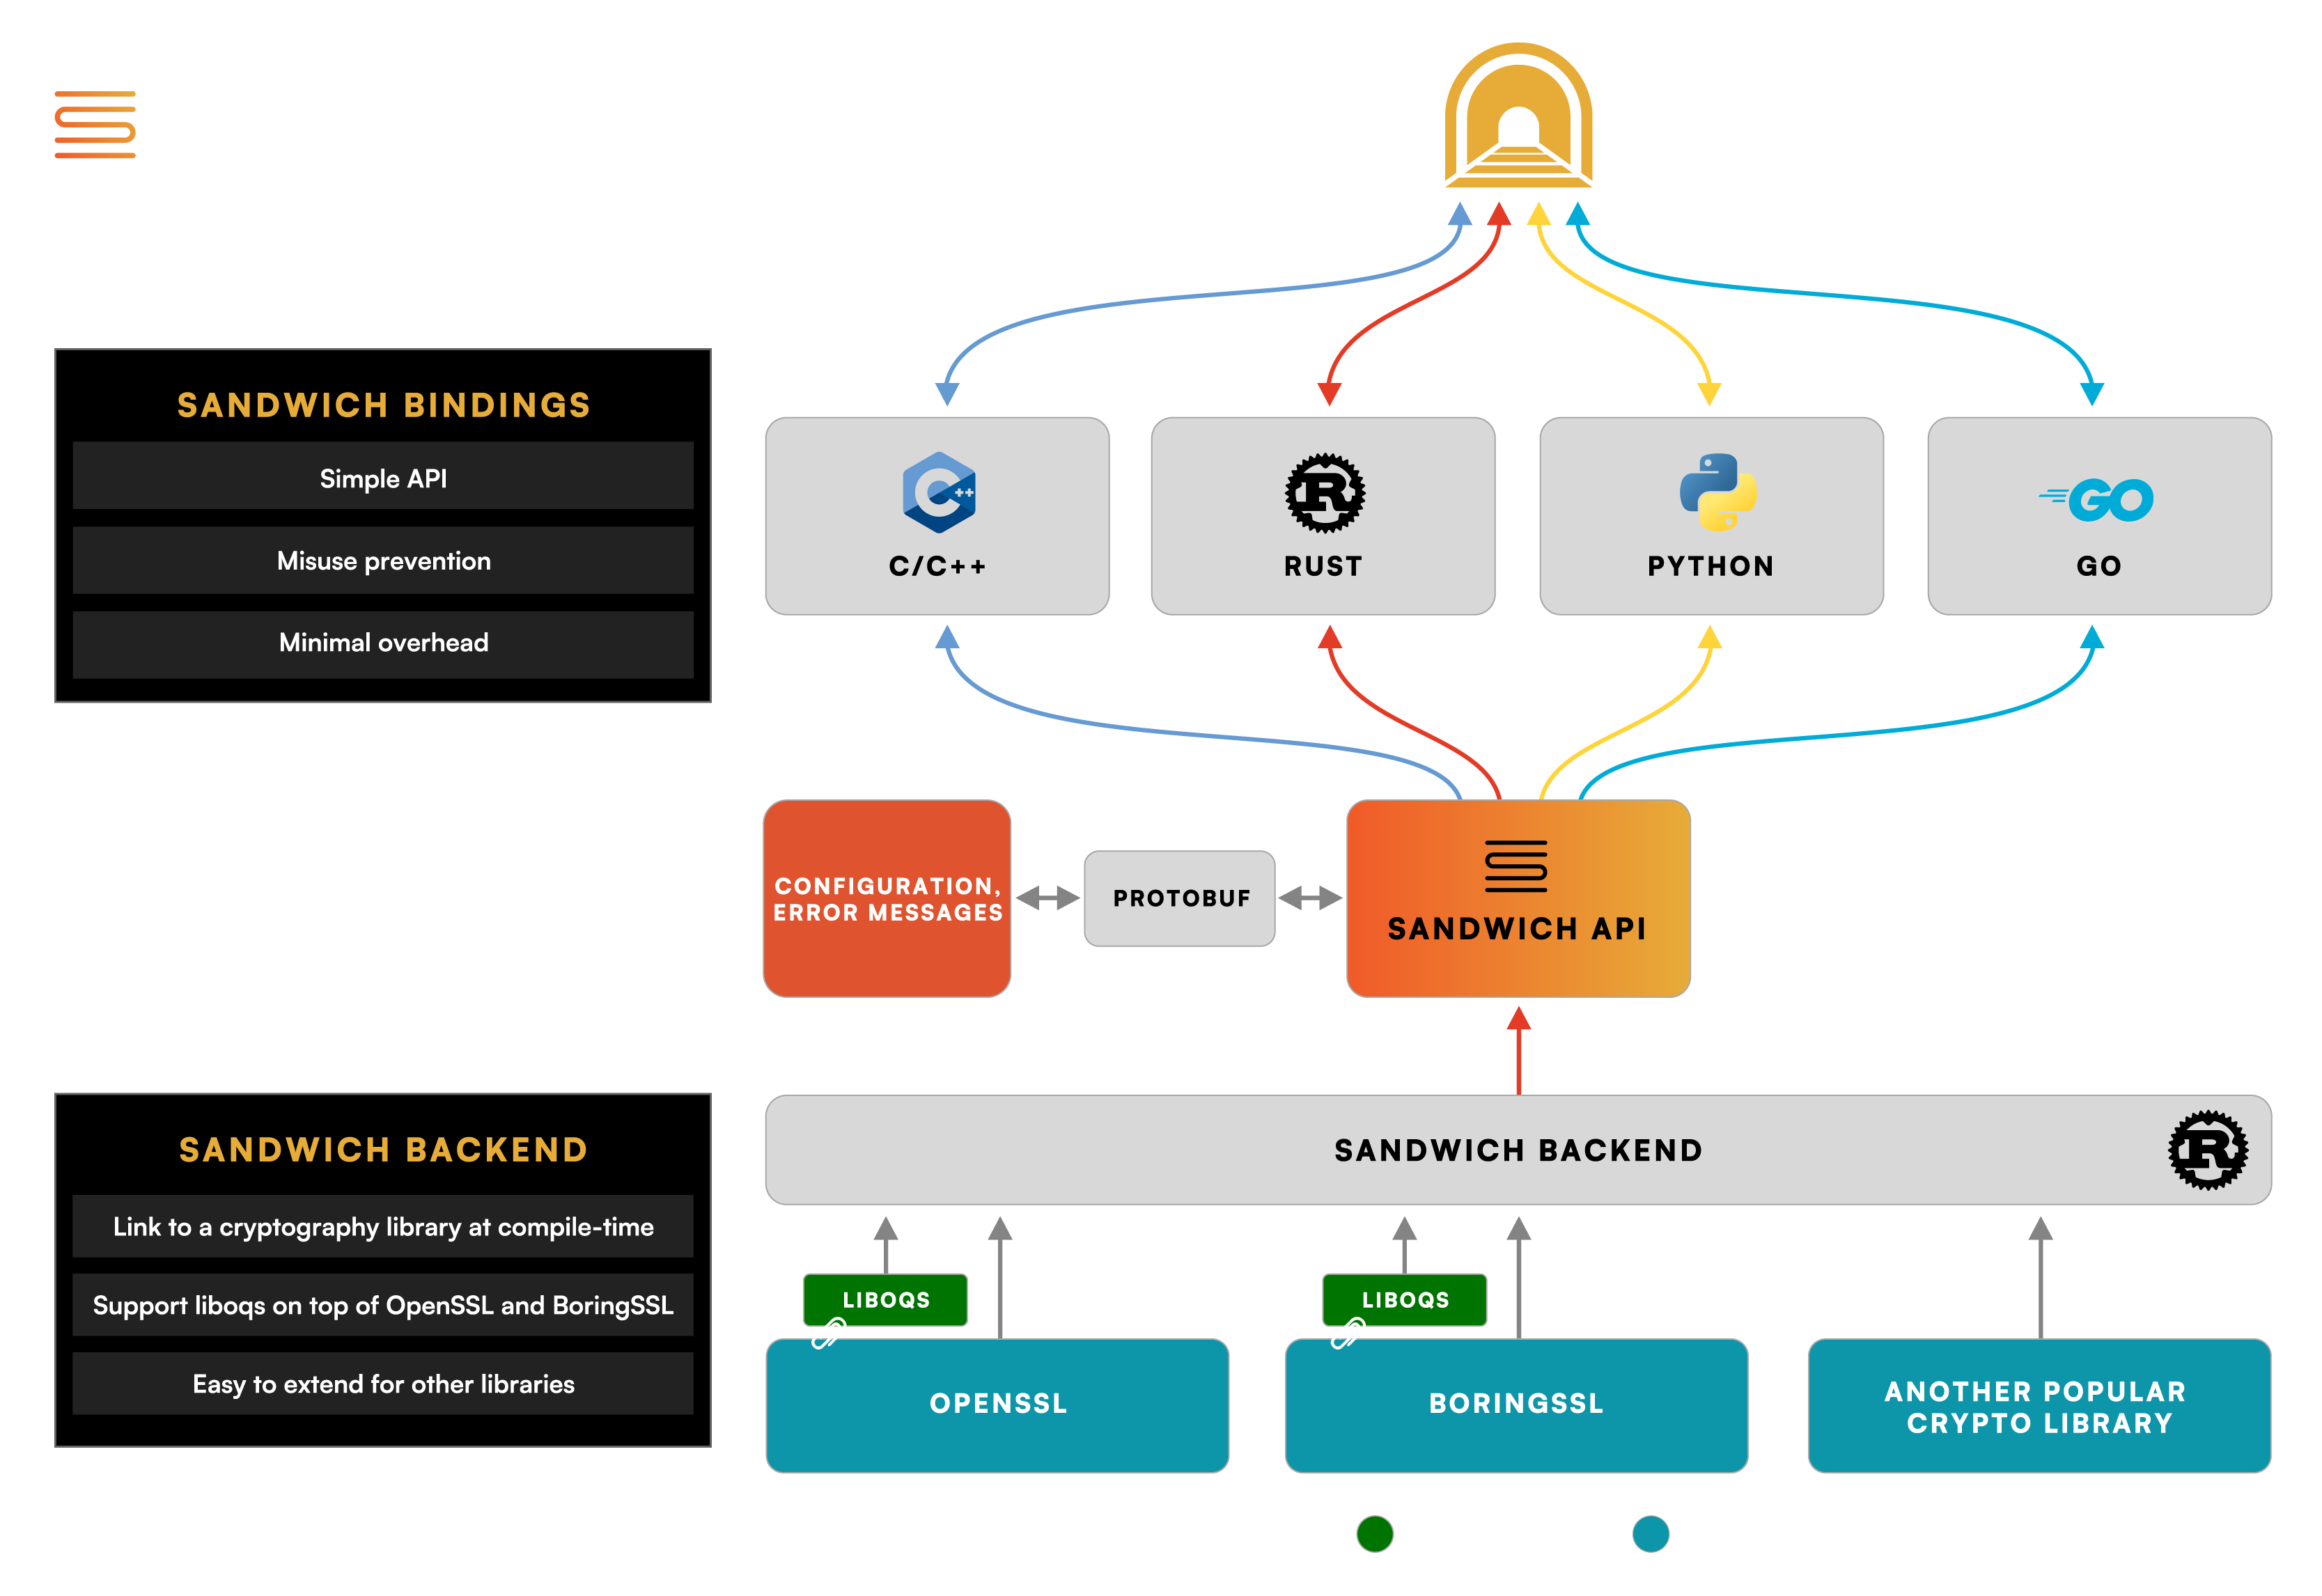 SANDWICH BINDINGS
Simple API
Misuse prevention
Minimal overhead
C/C++
RUST
PYTHON
GO
CONFIGURATION,
ERROR MESSAGES
PROTOBUF
SANDWICH API
SANDWICH BACKEND
Link to a cryptography library at compile-time
Support liboqs on top of OpenSSL and BoringSSL
Easy to extend for other libraries
SANDWICH BACKEND
LIBOQS
LIBOQS
OPENSSL
BORINGSSL
ANOTHER POPULAR
CRYPTO LIBRARY